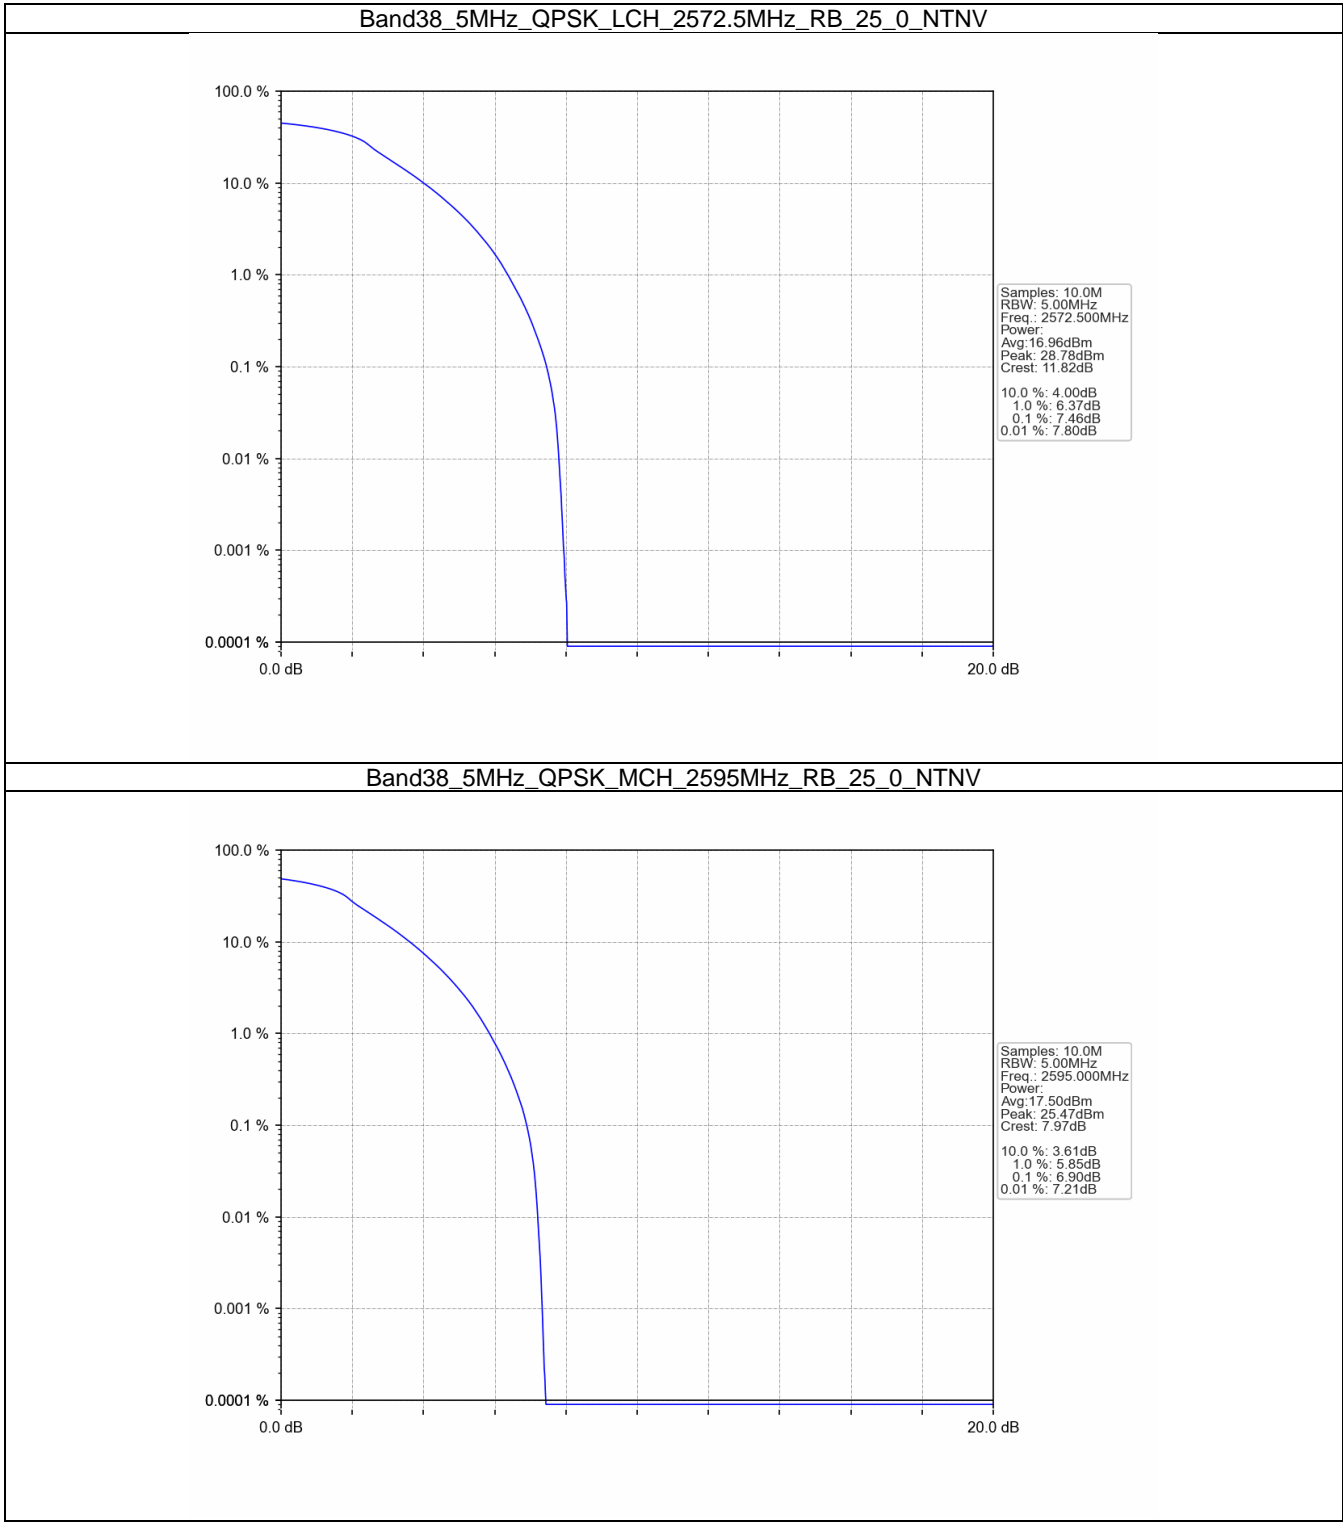 Band38_5MHz_QPSK_LCH_2572.5MHz_RB_25_0_NTNV
100.0 %
10.0 %
1.0 %
0.1 %
0.01 %
0.001 %
0.0001 %
0.0 dB
20.0 dB
Samples: 10.0M
RBW: 5.00MHz
Freq.: 2572.500MHz
Power:
Avg:16.96dBm
Peak: 28.78dBm
Crest: 11.82dB
10.0 %: 4.00dB
1.0 %: 6.37dB
0.1 %: 7.46dB
0.01 %: 7.80dB
Band38_5MHz_QPSK_MCH_2595MHz_RB_25_0_NTNV
100.0 %
10.0 %
1.0 %
0.1 %
0.01 %
0.001 %
0.0001 %
0.0 dB
20.0 dB
Samples: 10.0M
RBW: 5.00MHz
Freq.: 2595.000MHz
Power:
Avg:17.50dBm
Peak: 25.47dBm
Crest: 7.97dB
10.0 %: 3.61dB
1.0 %: 5.85dB
0.1 %: 6.90dB
0.01 %: 7.21dB